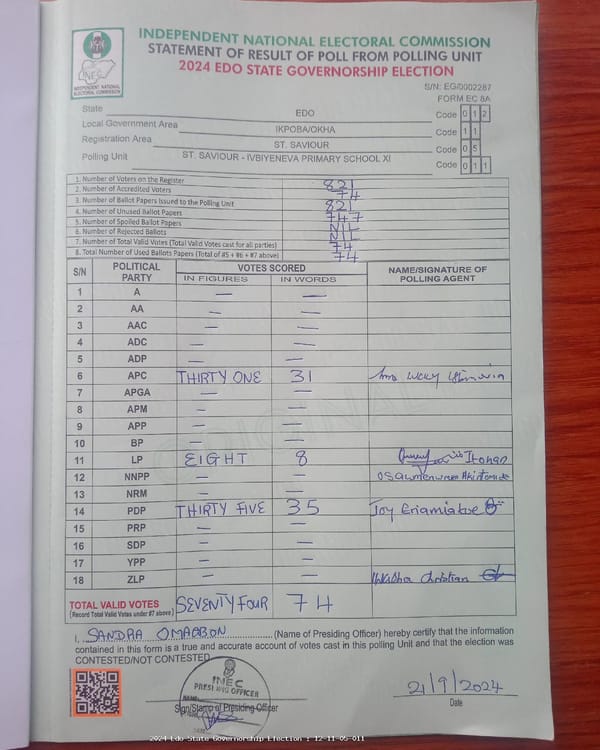 INDEPENDENT NATIONAL ELECTORAL COMMISSION
STATEMENT OF RESULT OF POLL FROM POLLING UNIT
2024 EDO STATE GOVERNORSHIP ELECTION
INEC
INDEPENDENT NATIONAL ELECTORAL COMMISSION
S/N: EG/0002287
FORM EC 8A
State EDO Code 0 1 2
Local Government Area IKPOBA/OKHA Code 1 1
Registration Area ST. SAVIOUR Code 0 5
Polling Unit ST. SAVIOUR - IVBIYENEVA PRIMARY SCHOOL XI Code 0 1 1
1. Number of Voters on the Register 821
2. Number of Accredited Voters 74
3. Number of Ballot Papers Issued to the Polling Unit 821
4. Number of Unused Ballot Papers 747
5. Number of Spoiled Ballot Papers NIL
6. Number of Rejected Ballots NIL
7. Number of Total Valid Votes (Total Valid Votes cast for all parties) 74
8. Total Number of Used Ballots Papers (Total of #5 + #6 + #7 above) 74
S/N POLITICAL PARTY VOTES SCORED NAME/SIGNATURE OF POLLING AGENT
IN FIGURES IN WORDS
1 A — —
2 AA — —
3 AAC — —
4 ADC — —
5 ADP — —
6 APC THIRTY ONE 31
7 APGA — —
8 APM — —
9 APP — —
10 BP — —
11 LP EIGHT 8
12 NNPP — —
13 NRM — —
14 PDP THIRTY FIVE 35 Joy
15 PRP — —
16 SDP — —
17 YPP — —
18 ZLP — — Christian
TOTAL VALID VOTES SEVENTY FOUR 74
(Record Total Valid Votes under #7 above)
I, SANDRA OMAGBON (Name of Presiding Officer) hereby certify that the information
contained in this form is a true and accurate account of votes cast in this polling Unit and that the election was
CONTESTED/NOT CONTESTED
INEC
PRESIDING OFFICER
21/9/2024
Sign/Stamp of Presiding Officer
Date
2024 Edo State Governorship Election : 12-11-05-011